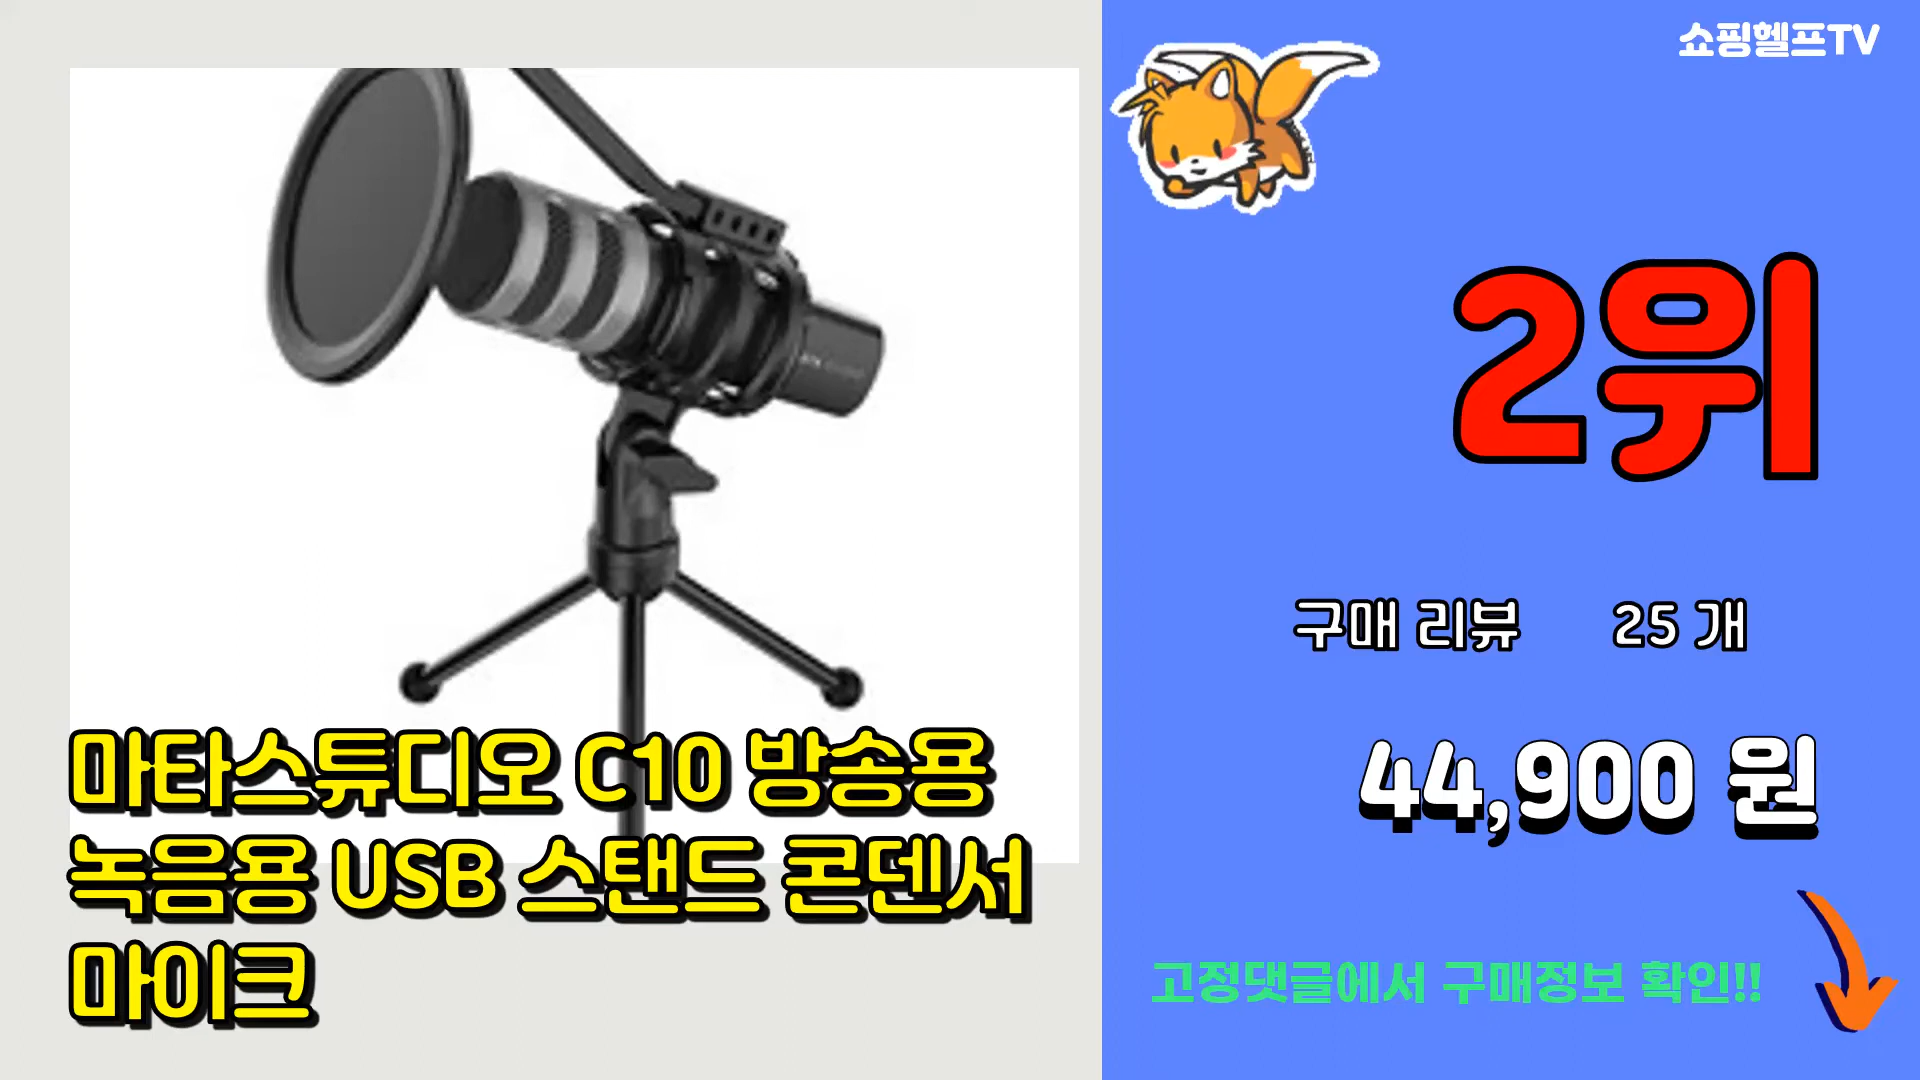 쇼핑헬프TV
2위
구매 리뷰 25 개
44,900 원
마타스튜디오 C10 방송용
녹음용 USB 스탠드 콘덴서
마이크
고정댓글에서 구매정보 확인!!